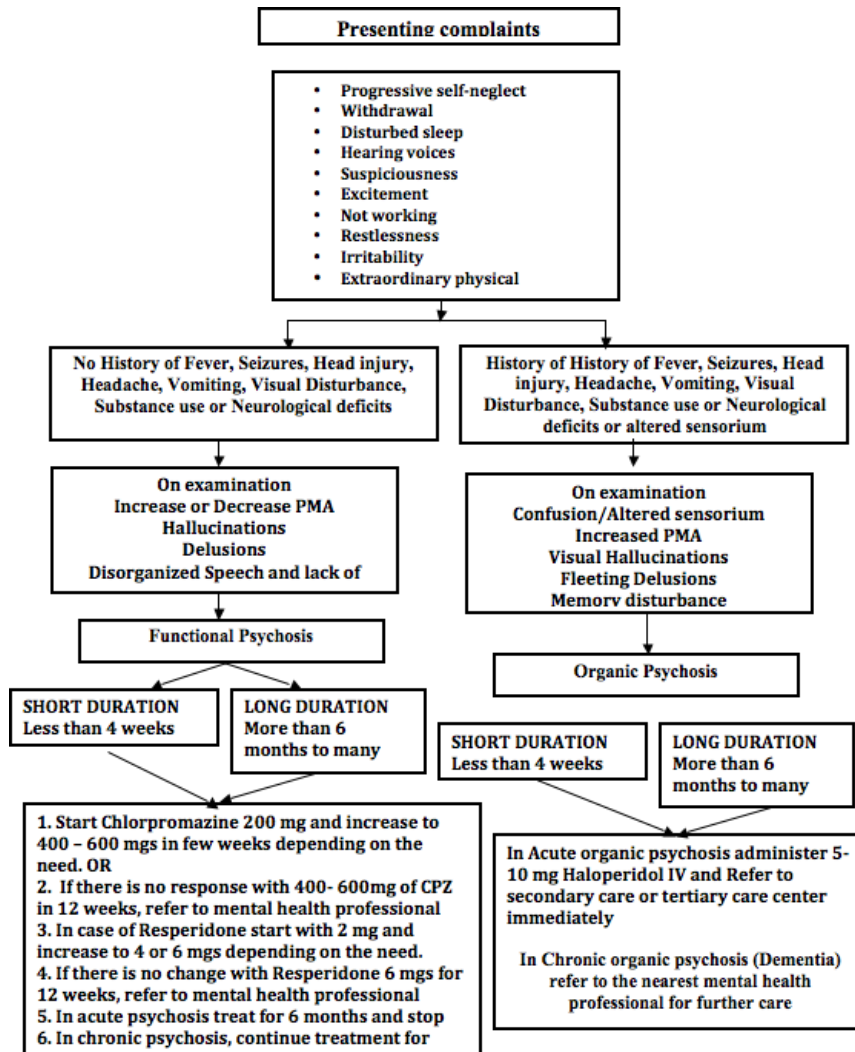 Presenting complaints
• Progressive self-neglect
• Withdrawal
• Disturbed sleep
• Hearing voices
• Suspiciousness
• Excitement
• Not working
• Restlessness
• Irritability
• Extraordinary physical
No History of Fever, Seizures, Head injury,
Headache, Vomiting, Visual Disturbance,
Substance use or Neurological deficits
History of History of Fever, Seizures, Head
injury, Headache, Vomiting, Visual
Disturbance, Substance use or Neurological
deficits or altered sensorium
On examination
Increase or Decrease PMA
Hallucinations
Delusions
Disorganized Speech and lack of
On examination
Confusion/Altered sensorium
Increased PMA
Visual Hallucinations
Fleeting Delusions
Memory disturbance
Functional Psychosis
Organic Psychosis
SHORT DURATION
Less than 4 weeks
LONG DURATION
More than 6
months to many
SHORT DURATION
Less than 4 weeks
LONG DURATION
More than 6
months to many
1. Start Chlorpromazine 200 mg and increase to
400 – 600 mgs in few weeks depending on the
need. OR
2. If there is no response with 400- 600mg of CPZ
in 12 weeks, refer to mental health professional
3. In case of Resperidone start with 2 mg and
increase to 4 or 6 mgs depending on the need.
4. If there is no change with Resperidone 6 mgs for
12 weeks, refer to mental health professional
5. In acute psychosis treat for 6 months and stop
6. In chronic psychosis, continue treatment for
In Acute organic psychosis administer 5-
10 mg Haloperidol IV and Refer to
secondary care or tertiary care center
immediately
In Chronic organic psychosis (Dementia)
refer to the nearest mental health
professional for further care